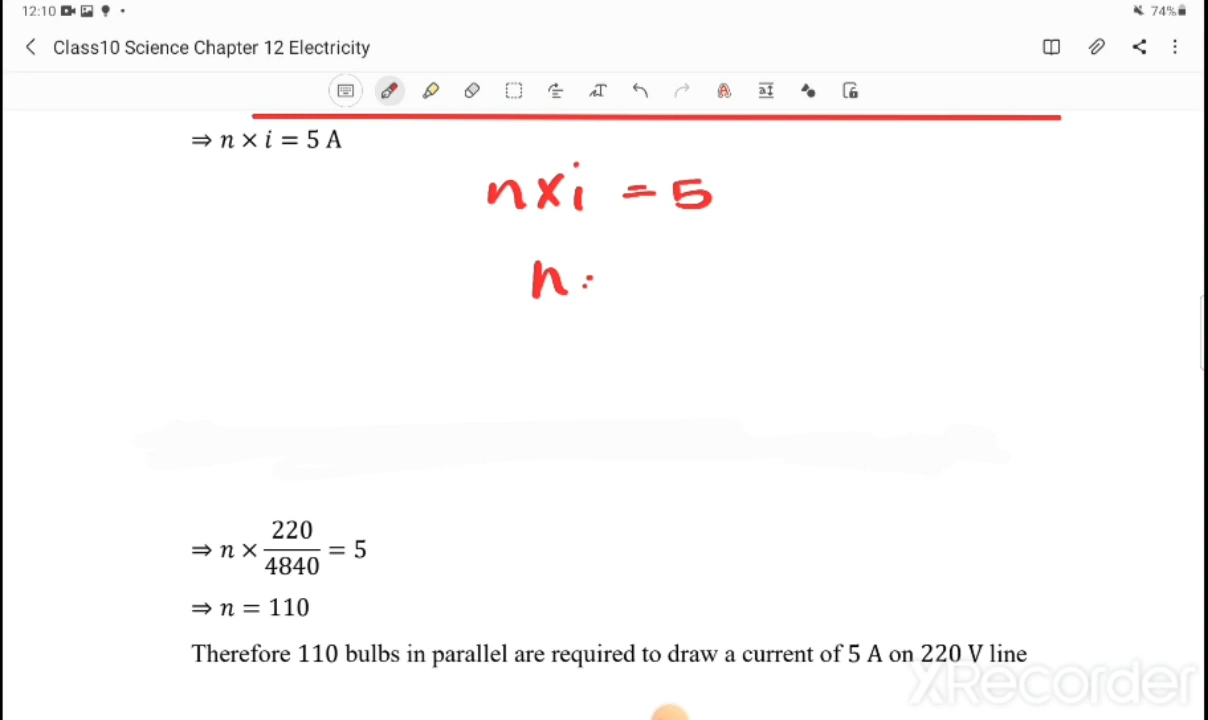 12:10 74%
Class10 Science Chapter 12 Electricity
⇒ n × i = 5 A
n × i = 5
n
⇒ n × 220/4840 = 5
⇒ n = 110
Therefore 110 bulbs in parallel are required to draw a current of 5 A on 220 V line
XRecorder